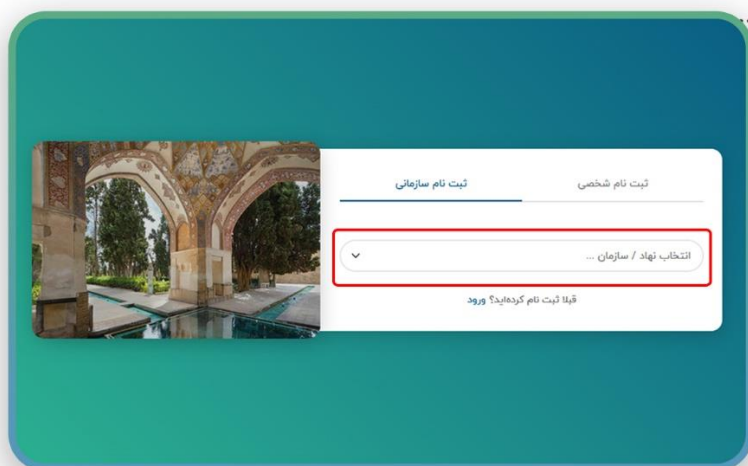 ثبت نام شخصی
ثبت نام سازمانی
انتخاب نهاد / سازمان ...
قبلا ثبت نام کرده‌اید؟ ورود